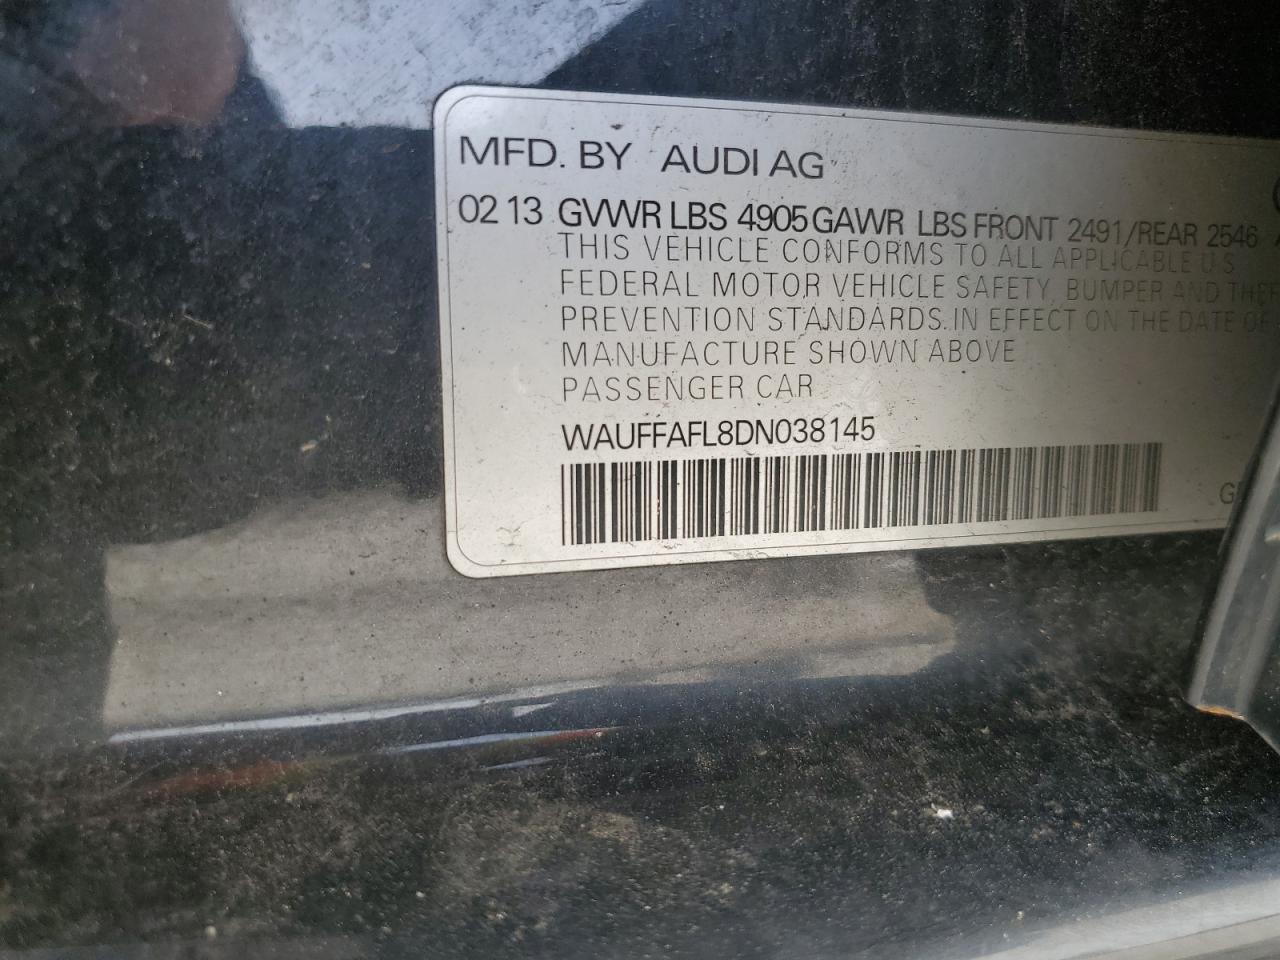 MFD. BY AUDI AG
02 13 GVWR LBS 4905 GAWR LBS FRONT 2491/REAR 2546
THIS VEHICLE CONFORMS TO ALL APPLICABLE U S
FEDERAL MOTOR VEHICLE SAFETY, BUMPER AND
PREVENTION STANDARDS IN EFFECT ON THE DATE OF
MANUFACTURE SHOWN ABOVE
PASSENGER CAR
WAUFFAFL8DN038145